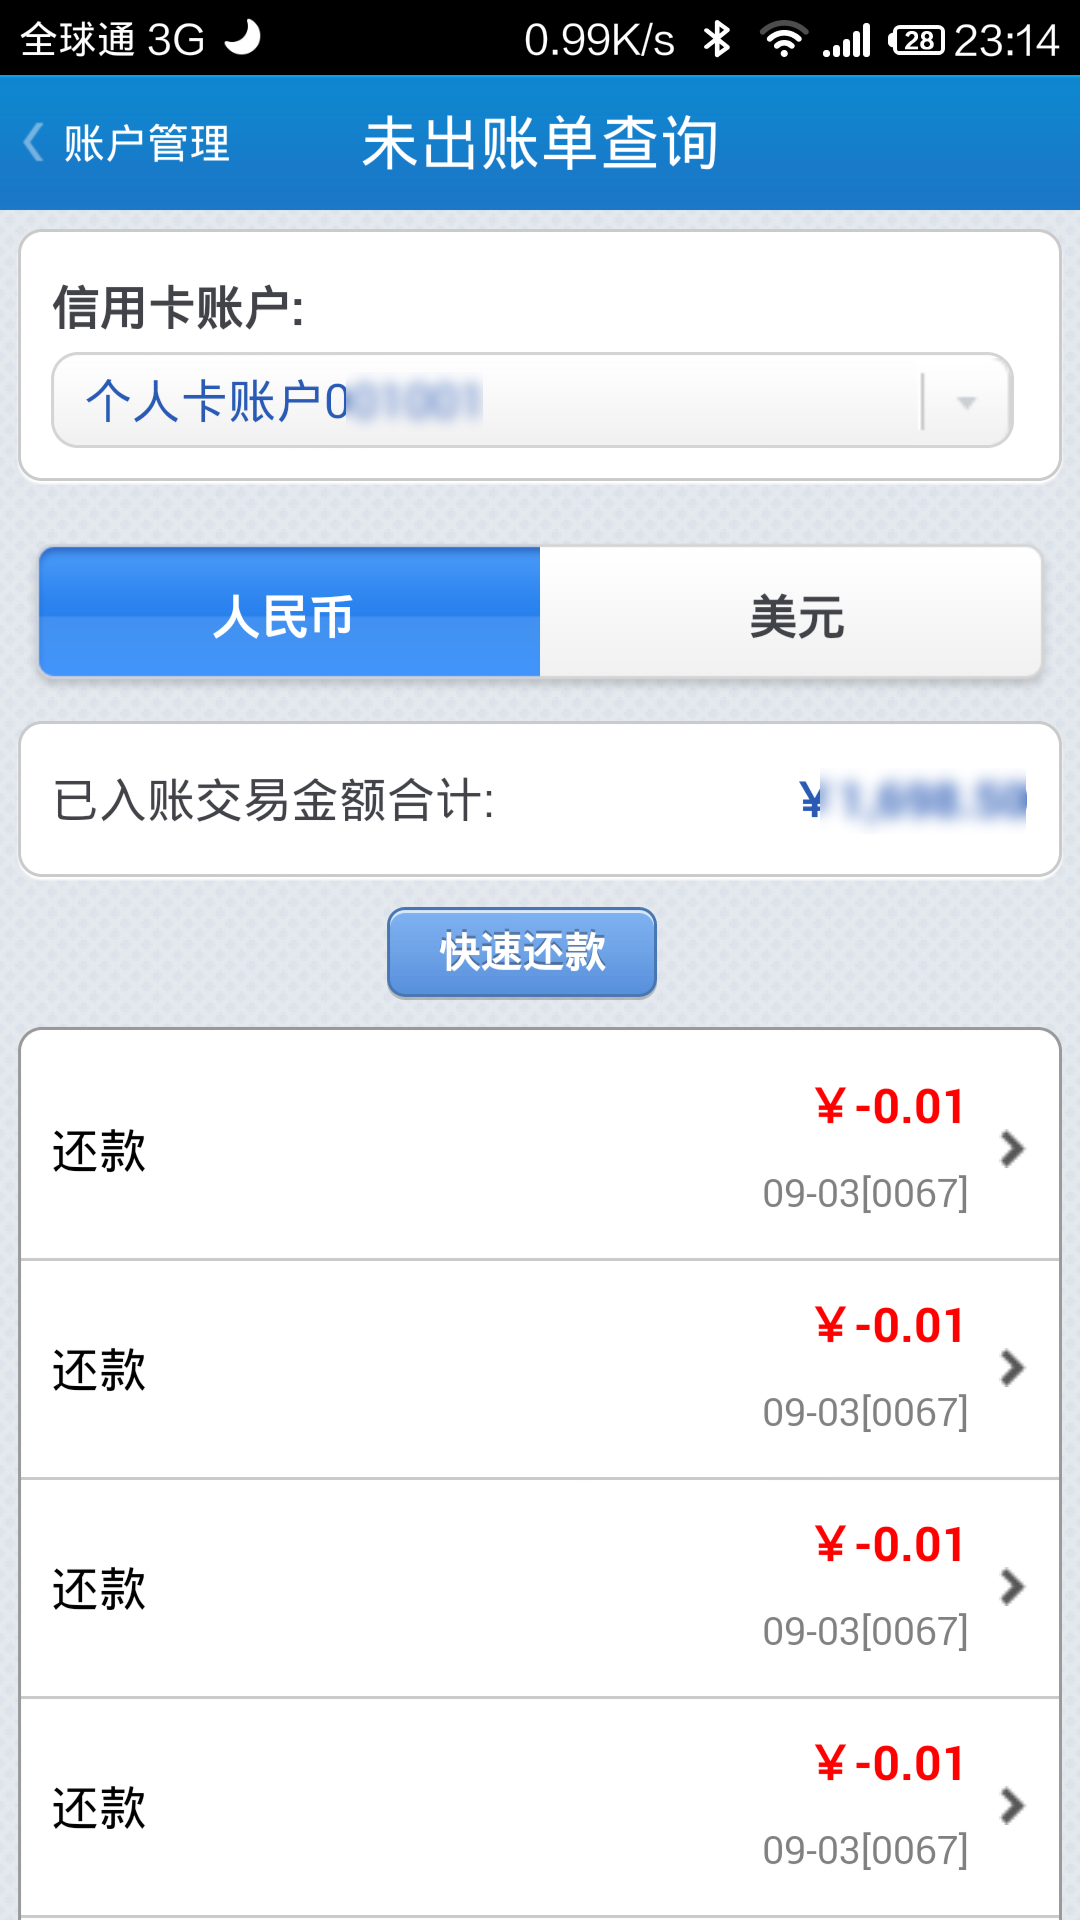 全球通 3G 0.99K/s 28 23:14
账户管理 未出账单查询
信用卡账户:
个人卡账户0
人民币 美元
已入账交易金额合计: ¥
快速还款
¥ -0.01
还款
09-03[0067]
¥ -0.01
还款
09-03[0067]
¥ -0.01
还款
09-03[0067]
¥ -0.01
还款
09-03[0067]